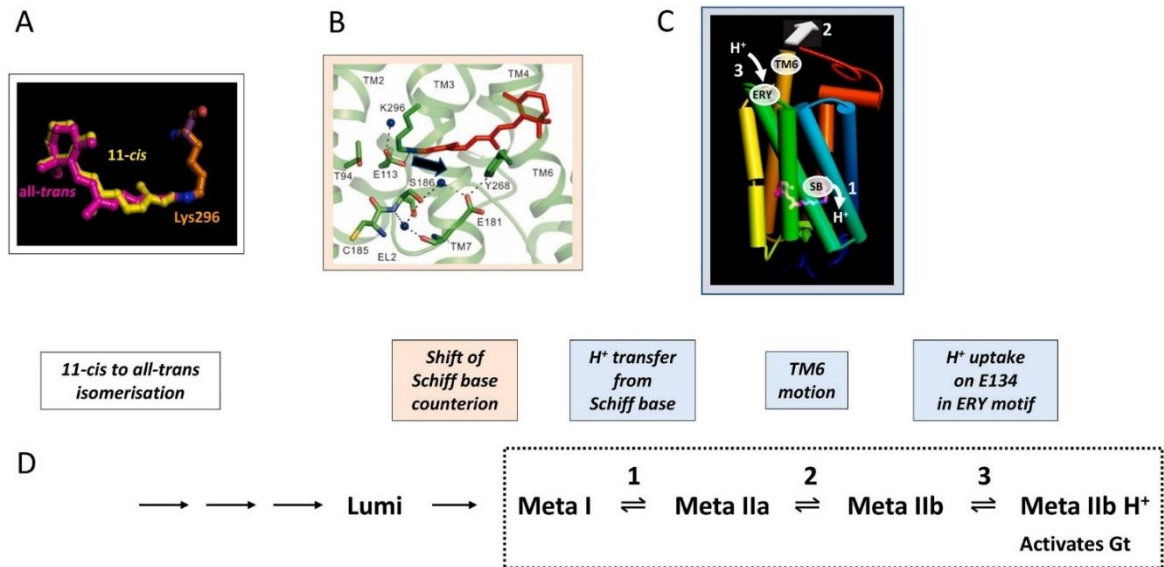 A
B
C
11-cis
all-trans
Lys296
TM2
TM3
TM4
K296
T94
E113
S186
Y268
TM6
E181
C185
EL2
TM7
2
H⁺
TM6
3
ERY
SB
1
H⁺
11-cis to all-trans
isomerisation
Shift of
Schiff base
counterion
H⁺ transfer
from
Schiff base
TM6
motion
H⁺ uptake
on E134
in ERY motif
D
1
2
3
→ → → Lumi → Meta I ⇌ Meta IIa ⇌ Meta IIb ⇌ Meta IIb H⁺
Activates Gt